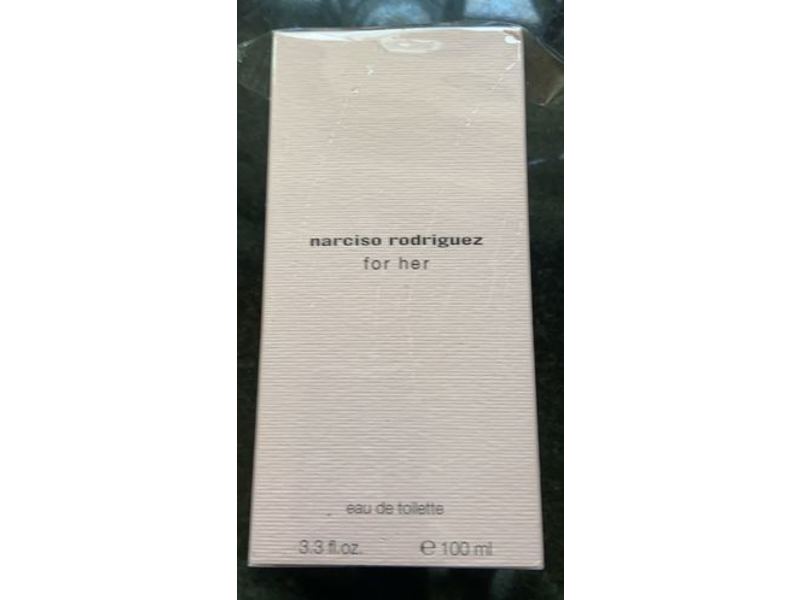 narciso rodriguez
for her
eau de toilette
3.3 fl.oz. ℮ 100 ml